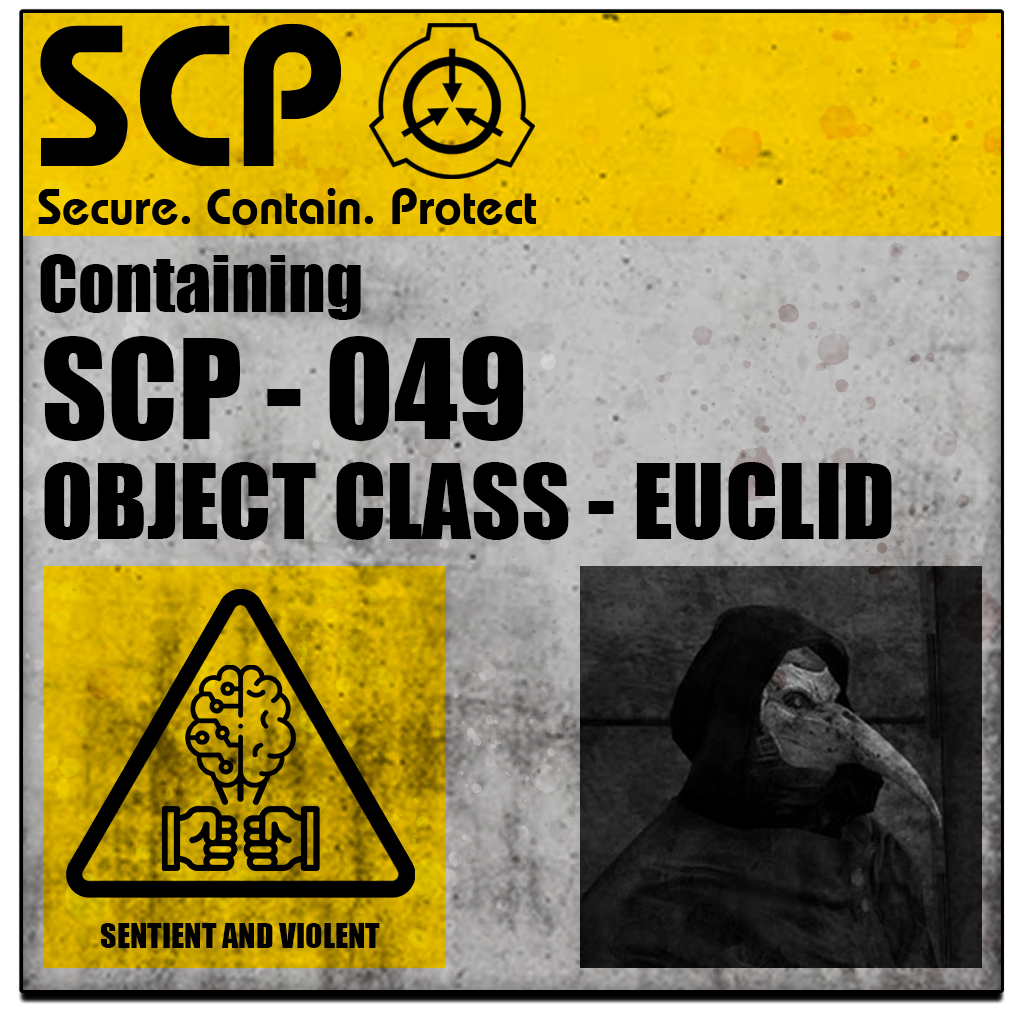 SCP
Secure. Contain. Protect
Containing
SCP - 049
OBJECT CLASS - EUCLID
SENTIENT AND VIOLENT